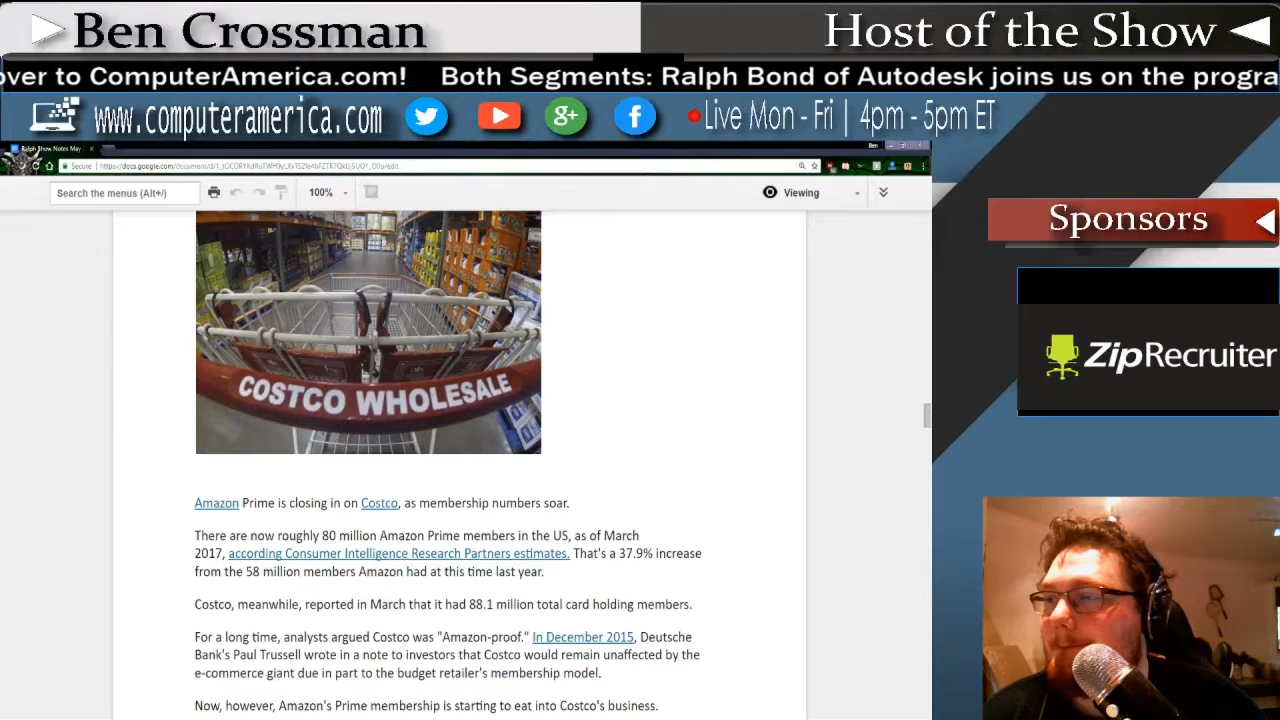 Ben Crossman
Host of the Show
over to ComputerAmerica.com! Both Segments: Ralph Bond of Autodesk joins us on the progra
www.computeramerica.com
g+
f
Live Mon - Fri | 4pm - 5pm ET
Ralph Show Notes May
Ben
Secure
Search the menus (Alt+/)
100%
Viewing
Sponsors
ZipRecruiter
COSTCO WHOLESALE
Amazon Prime is closing in on Costco, as membership numbers soar.
There are now roughly 80 million Amazon Prime members in the US, as of March
2017, according Consumer Intelligence Research Partners estimates. That's a 37.9% increase
from the 58 million members Amazon had at this time last year.
Costco, meanwhile, reported in March that it had 88.1 million total card holding members.
For a long time, analysts argued Costco was "Amazon-proof." In December 2015, Deutsche
Bank's Paul Trussell wrote in a note to investors that Costco would remain unaffected by the
e-commerce giant due in part to the budget retailer's membership model.
Now, however, Amazon's Prime membership is starting to eat into Costco's business.